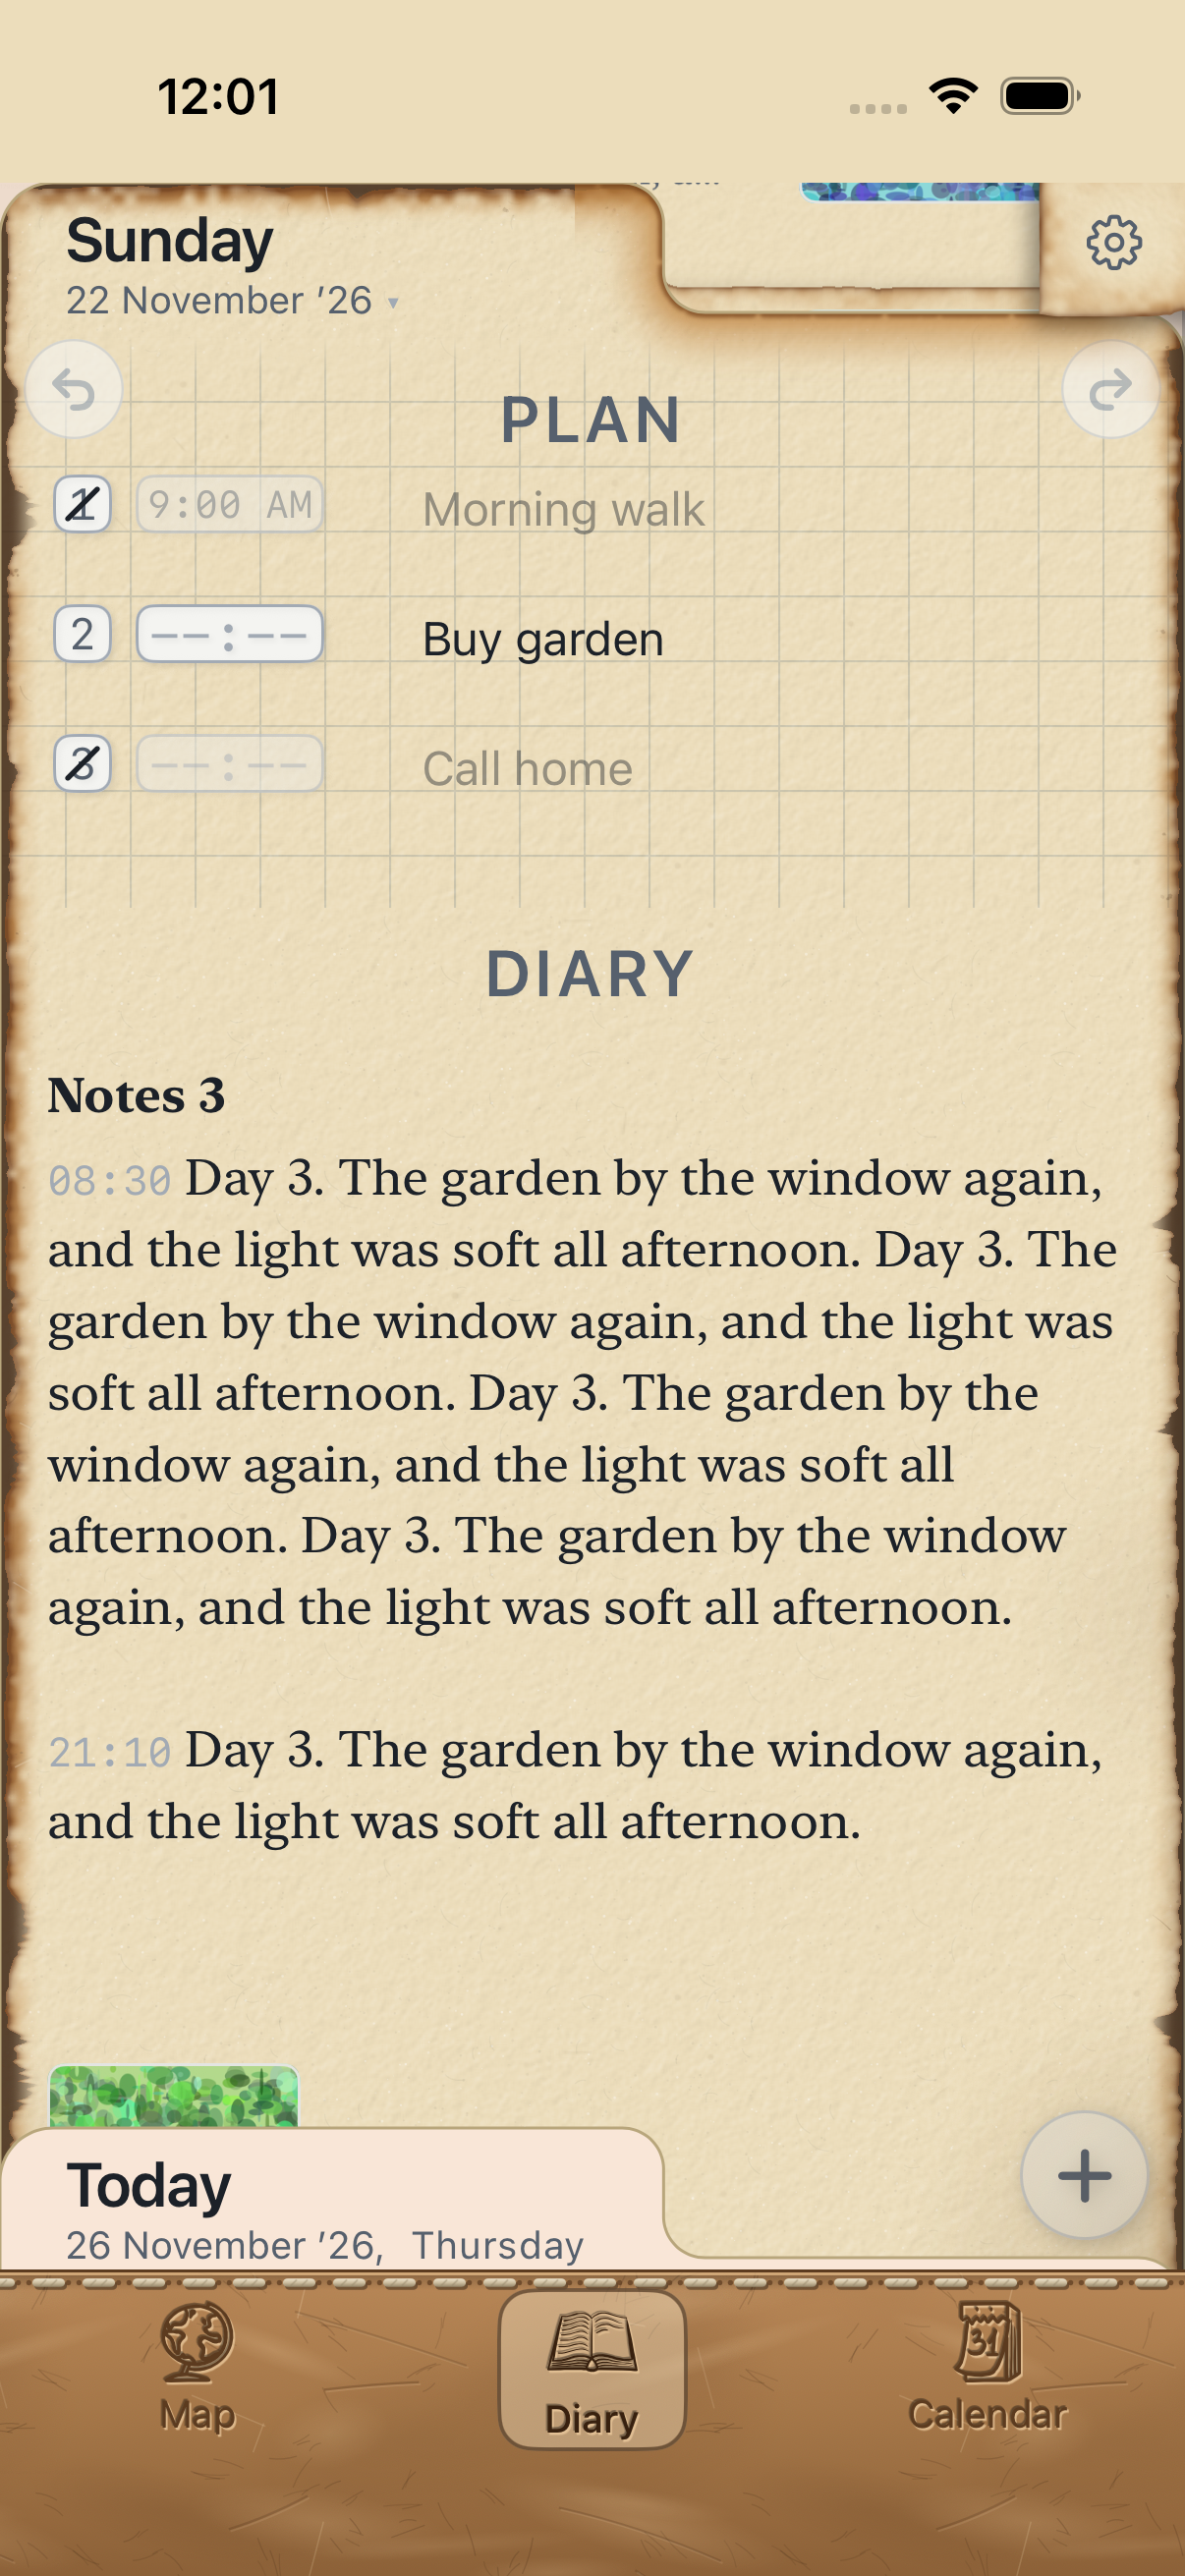 12:01
Sunday
22 November ’26
PLAN
1 9:00 AM Morning walk
2 --:-- Buy garden
3 --:-- Call home
DIARY
Notes 3
08:30 Day 3. The garden by the window again,
and the light was soft all afternoon. Day 3. The
garden by the window again, and the light was
soft all afternoon. Day 3. The garden by the
window again, and the light was soft all
afternoon. Day 3. The garden by the window
again, and the light was soft all afternoon.
21:10 Day 3. The garden by the window again,
and the light was soft all afternoon.
Today
26 November ’26, Thursday
31
Map
Diary
Calendar